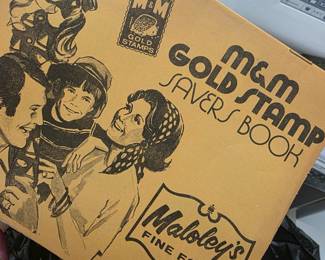 M&M
GOLD
STAMPS
M&M
GOLD STAMP
SAVERS BOOK
Maloley's
FINE